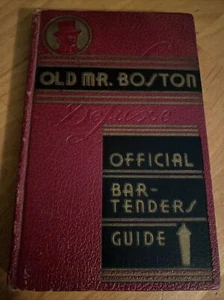 OLD MR. BOSTON
DeLuxe
OFFICIAL
BAR-
TENDERS
GUIDE